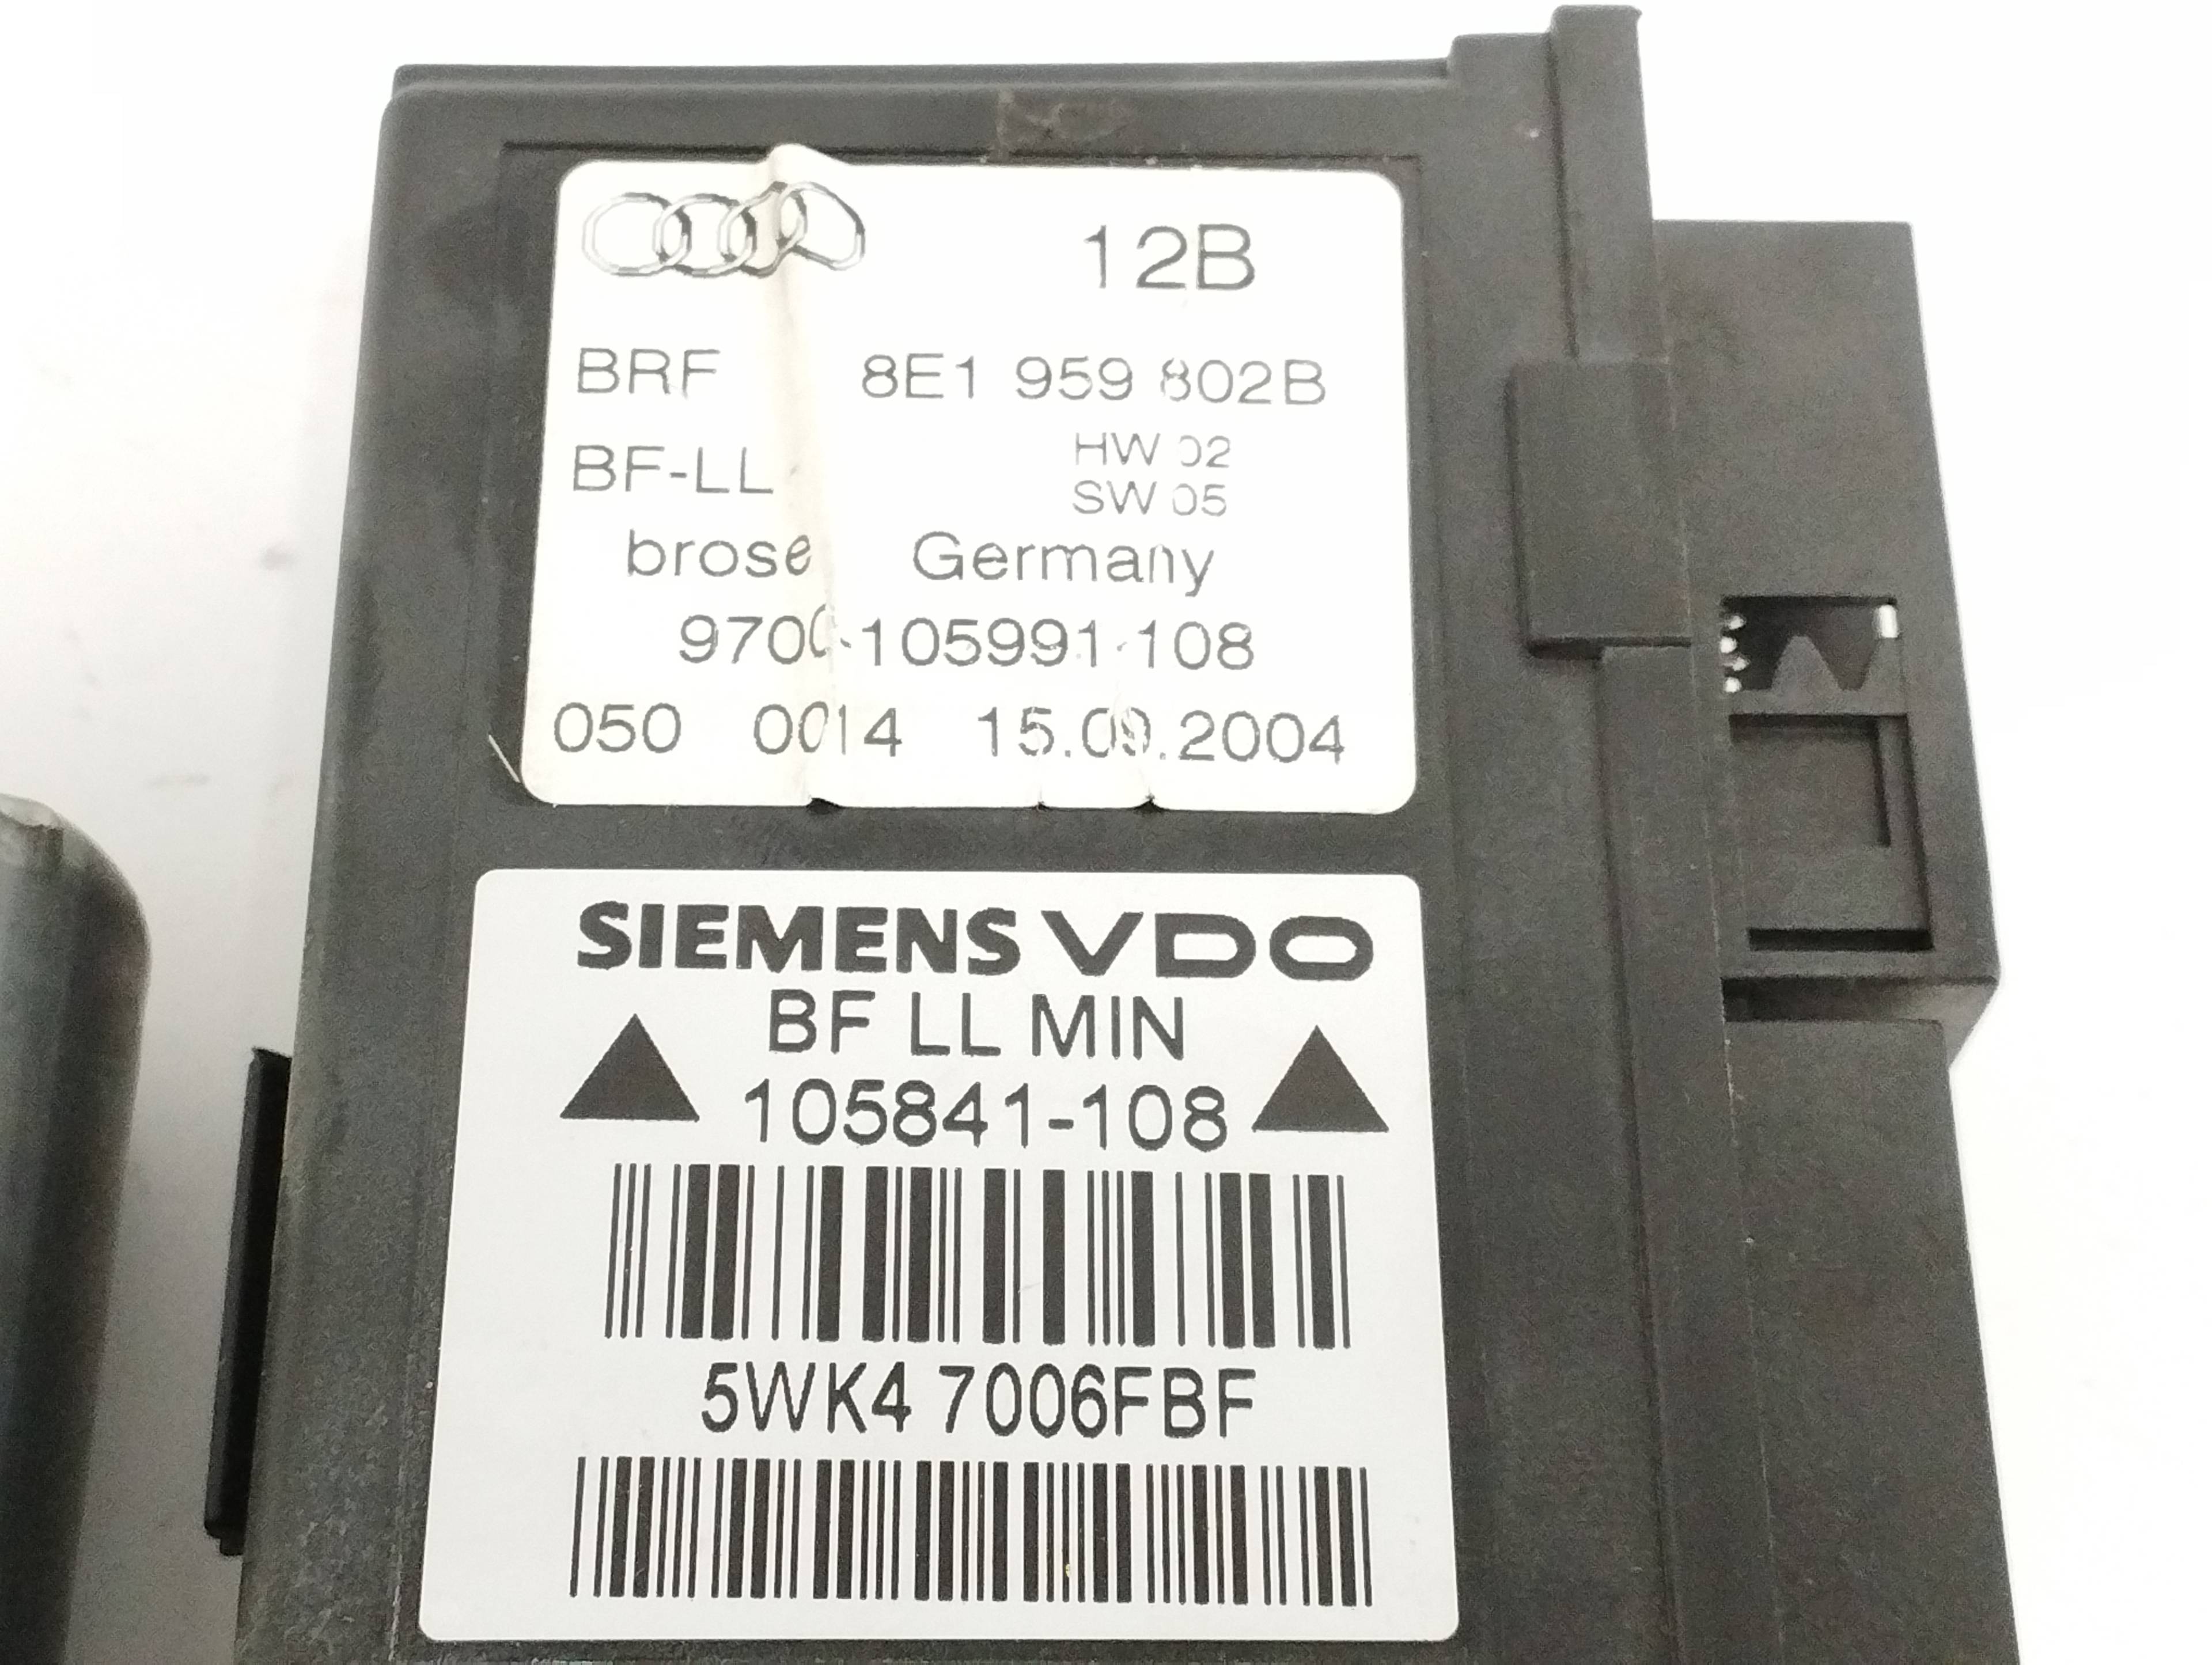 12B
BRF 8E1 959 802B
BF-LL HW 02
SW 05
brose Germany
9700-105991-108
050 0014 15.09.2004
SIEMENS VDO
BF LL MIN
105841-108
5WK4 7006FBF